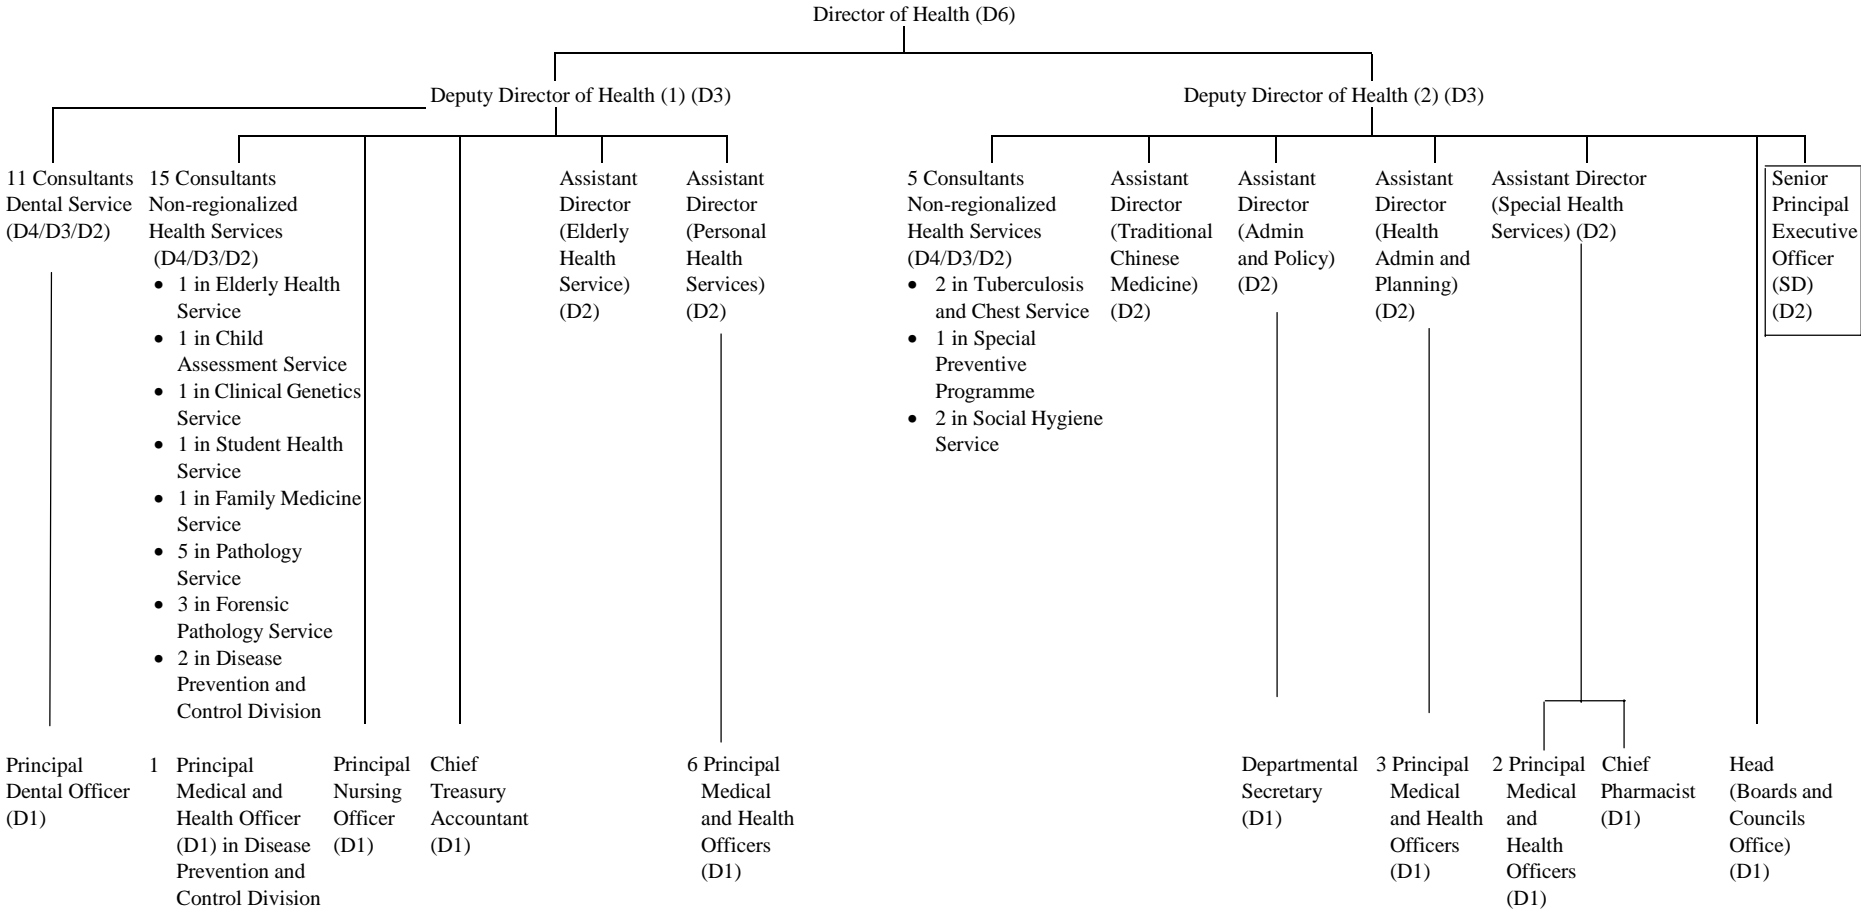 Director of Health (D6)
Deputy Director of Health (1) (D3)
Deputy Director of Health (2) (D3)
11 Consultants
Dental Service
(D4/D3/D2)
15 Consultants
Non-regionalized
Health Services
(D4/D3/D2)
• 1 in Elderly Health
Service
• 1 in Child
Assessment Service
• 1 in Clinical Genetics
Service
• 1 in Student Health
Service
• 1 in Family Medicine
Service
• 5 in Pathology
Service
• 3 in Forensic
Pathology Service
• 2 in Disease
Prevention and
Control Division
Assistant
Director
(Elderly
Health
Service)
(D2)
Assistant
Director
(Personal
Health
Services)
(D2)
5 Consultants
Non-regionalized
Health Services
(D4/D3/D2)
• 2 in Tuberculosis
and Chest Service
• 1 in Special
Preventive
Programme
• 2 in Social Hygiene
Service
Assistant
Director
(Traditional
Chinese
Medicine)
(D2)
Assistant
Director
(Admin
and Policy)
(D2)
Assistant
Director
(Health
Admin and
Planning)
(D2)
Assistant Director
(Special Health
Services) (D2)
Senior
Principal
Executive
Officer
(SD)
(D2)
Principal
Dental Officer
(D1)
1 Principal
Medical and
Health Officer
(D1) in Disease
Prevention and
Control Division
Principal
Nursing
Officer
(D1)
Chief
Treasury
Accountant
(D1)
6 Principal
Medical
and Health
Officers
(D1)
Departmental
Secretary
(D1)
3 Principal
Medical
and Health
Officers
(D1)
2 Principal
Medical
and
Health
Officers
(D1)
Chief
Pharmacist
(D1)
Head
(Boards and
Councils
Office)
(D1)